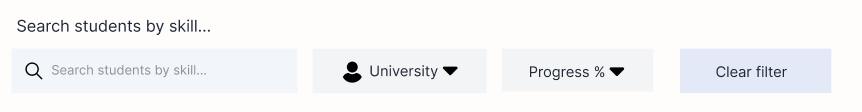 Search students by skill...
Search students by skill... University Progress % Clear filter